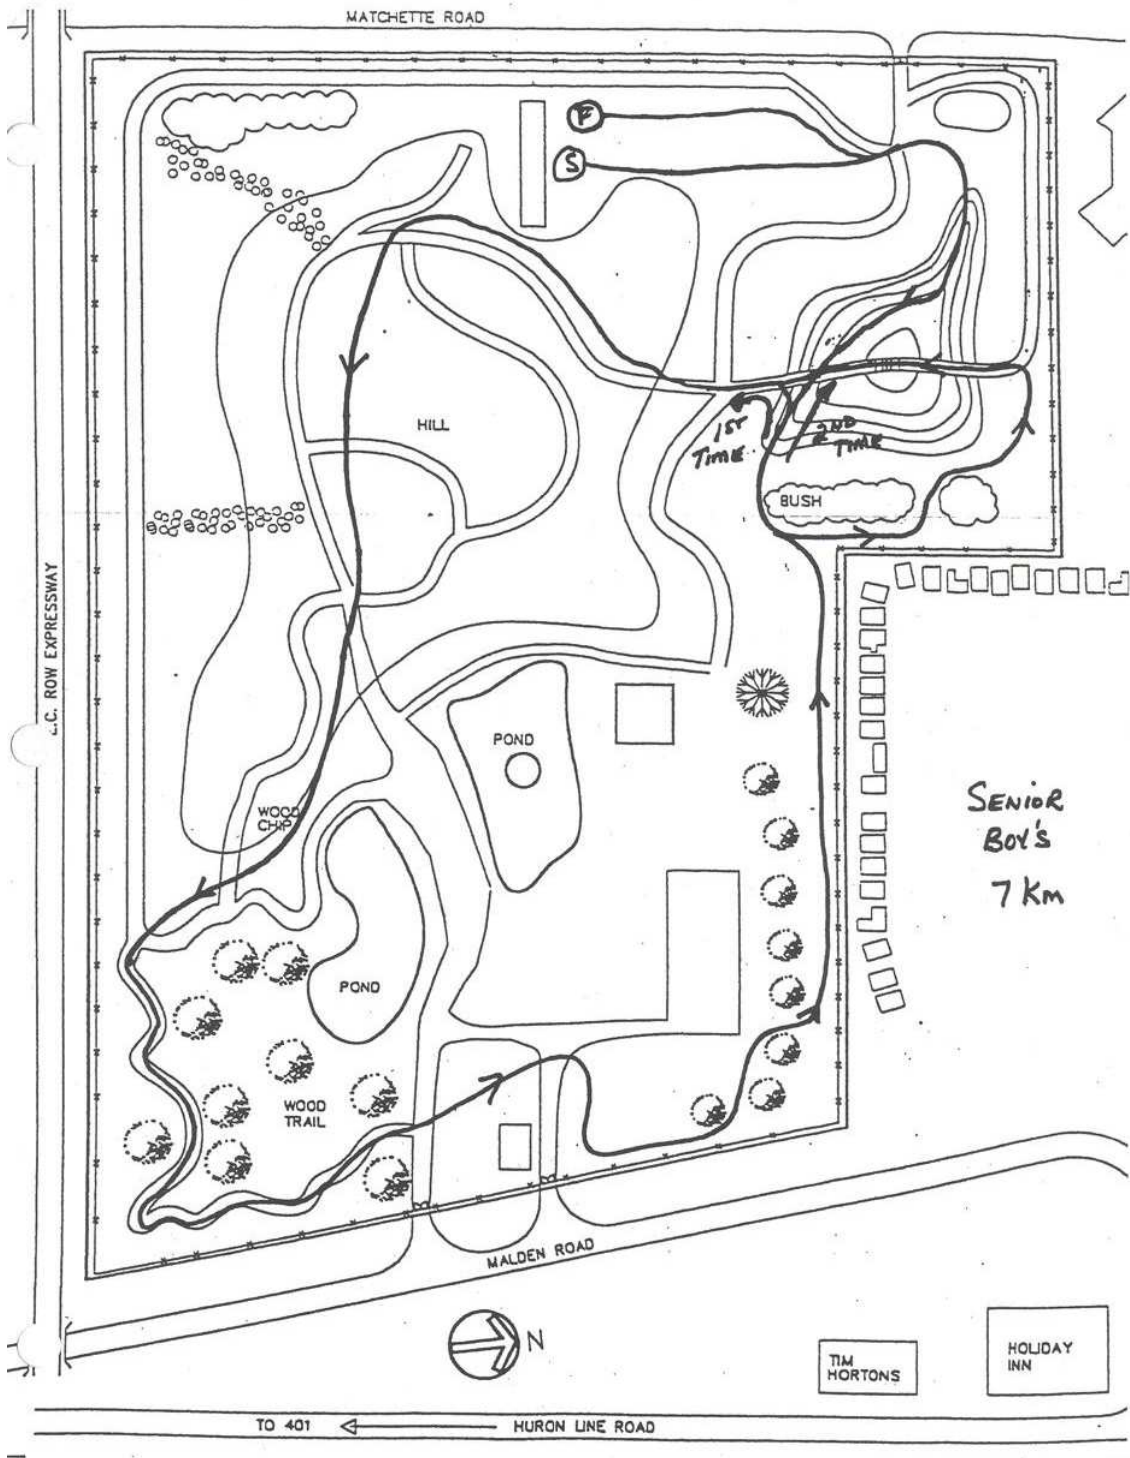 MATCHETTE ROAD
F
S
HILL
HILL
1ST
TIME
2ND
TIME
BUSH
E.C. ROW EXPRESSWAY
POND
WOOD
CHIP
SENIOR
BOY'S
7 Km
POND
WOOD
TRAIL
MALDEN ROAD
N
TIM
HORTONS
HOLIDAY
INN
TO 401
HURON LINE ROAD